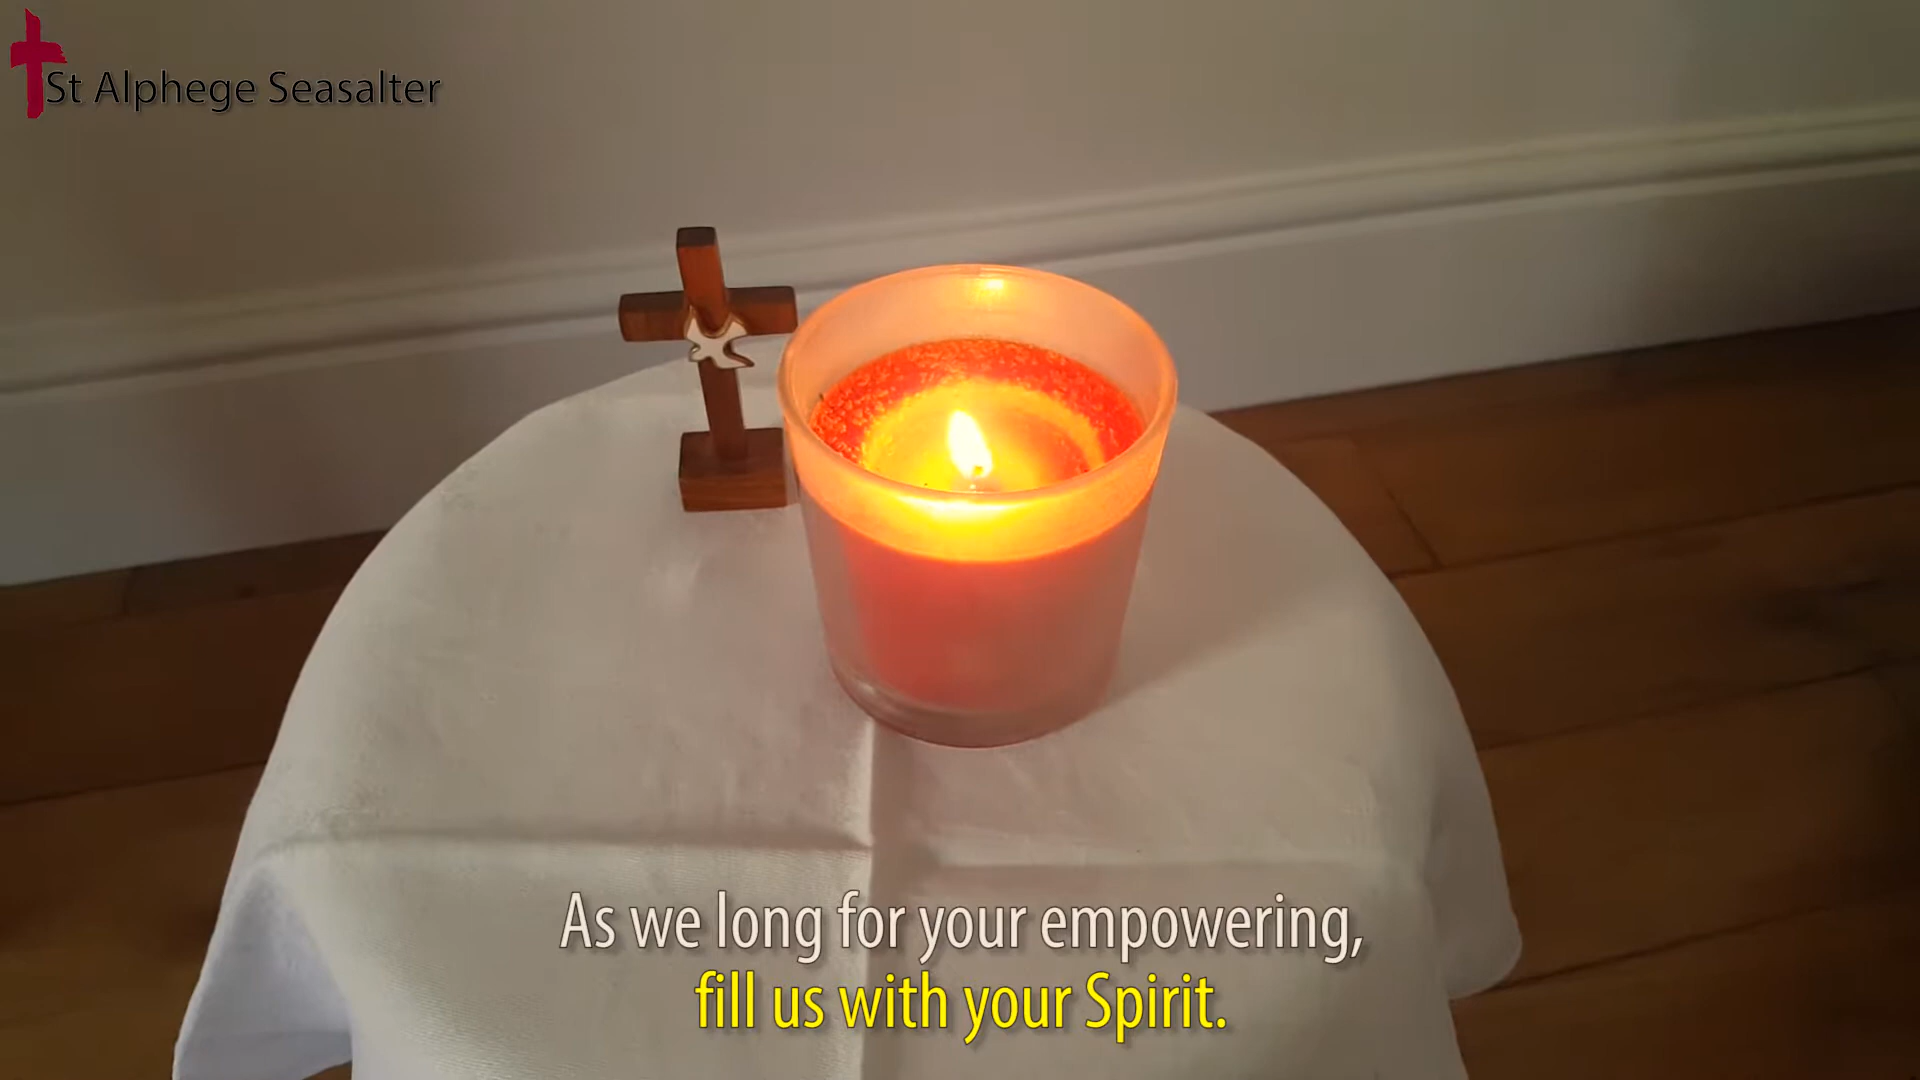 St Alphege Seasalter
As we long for your empowering,
fill us with your Spirit.